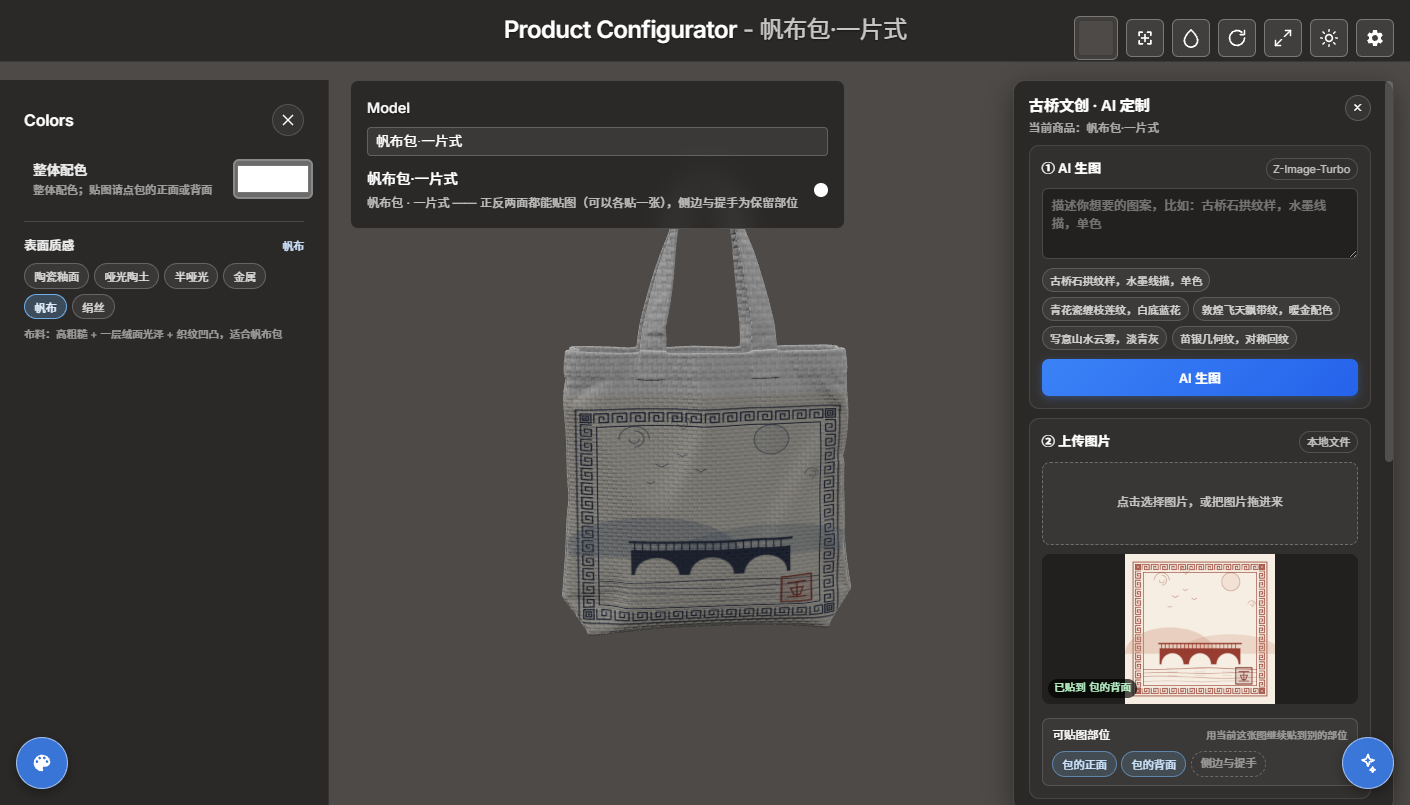 Product Configurator - 帆布包·一片式
Colors
整体配色
整体配色；贴图请点包的正面或背面
表面质感
帆布
陶瓷釉面
哑光陶土
半哑光
金属
帆布
绢丝
布料：高粗糙 + 一层绒面光泽 + 织纹凹凸，适合帆布包
Model
帆布包·一片式
帆布包·一片式
帆布包 · 一片式 —— 正反两面都能贴图（可以各贴一张），侧边与提手为保留部位
古桥文创 · AI 定制
当前商品：帆布包·一片式
① AI 生图
Z-Image-Turbo
描述你想要的图案，比如：古桥石拱纹样，水墨线
描，单色
古桥石拱纹样，水墨线描，单色
青花瓷缠枝莲纹，白底蓝花
敦煌飞天飘带纹，暖金配色
写意山水云雾，淡青灰
苗银几何纹，对称回纹
AI 生图
② 上传图片
本地文件
点击选择图片，或把图片拖进来
已贴到 包的背面
可贴图部位
用当前这张图继续贴到别的部位
包的正面
包的背面
侧边与提手